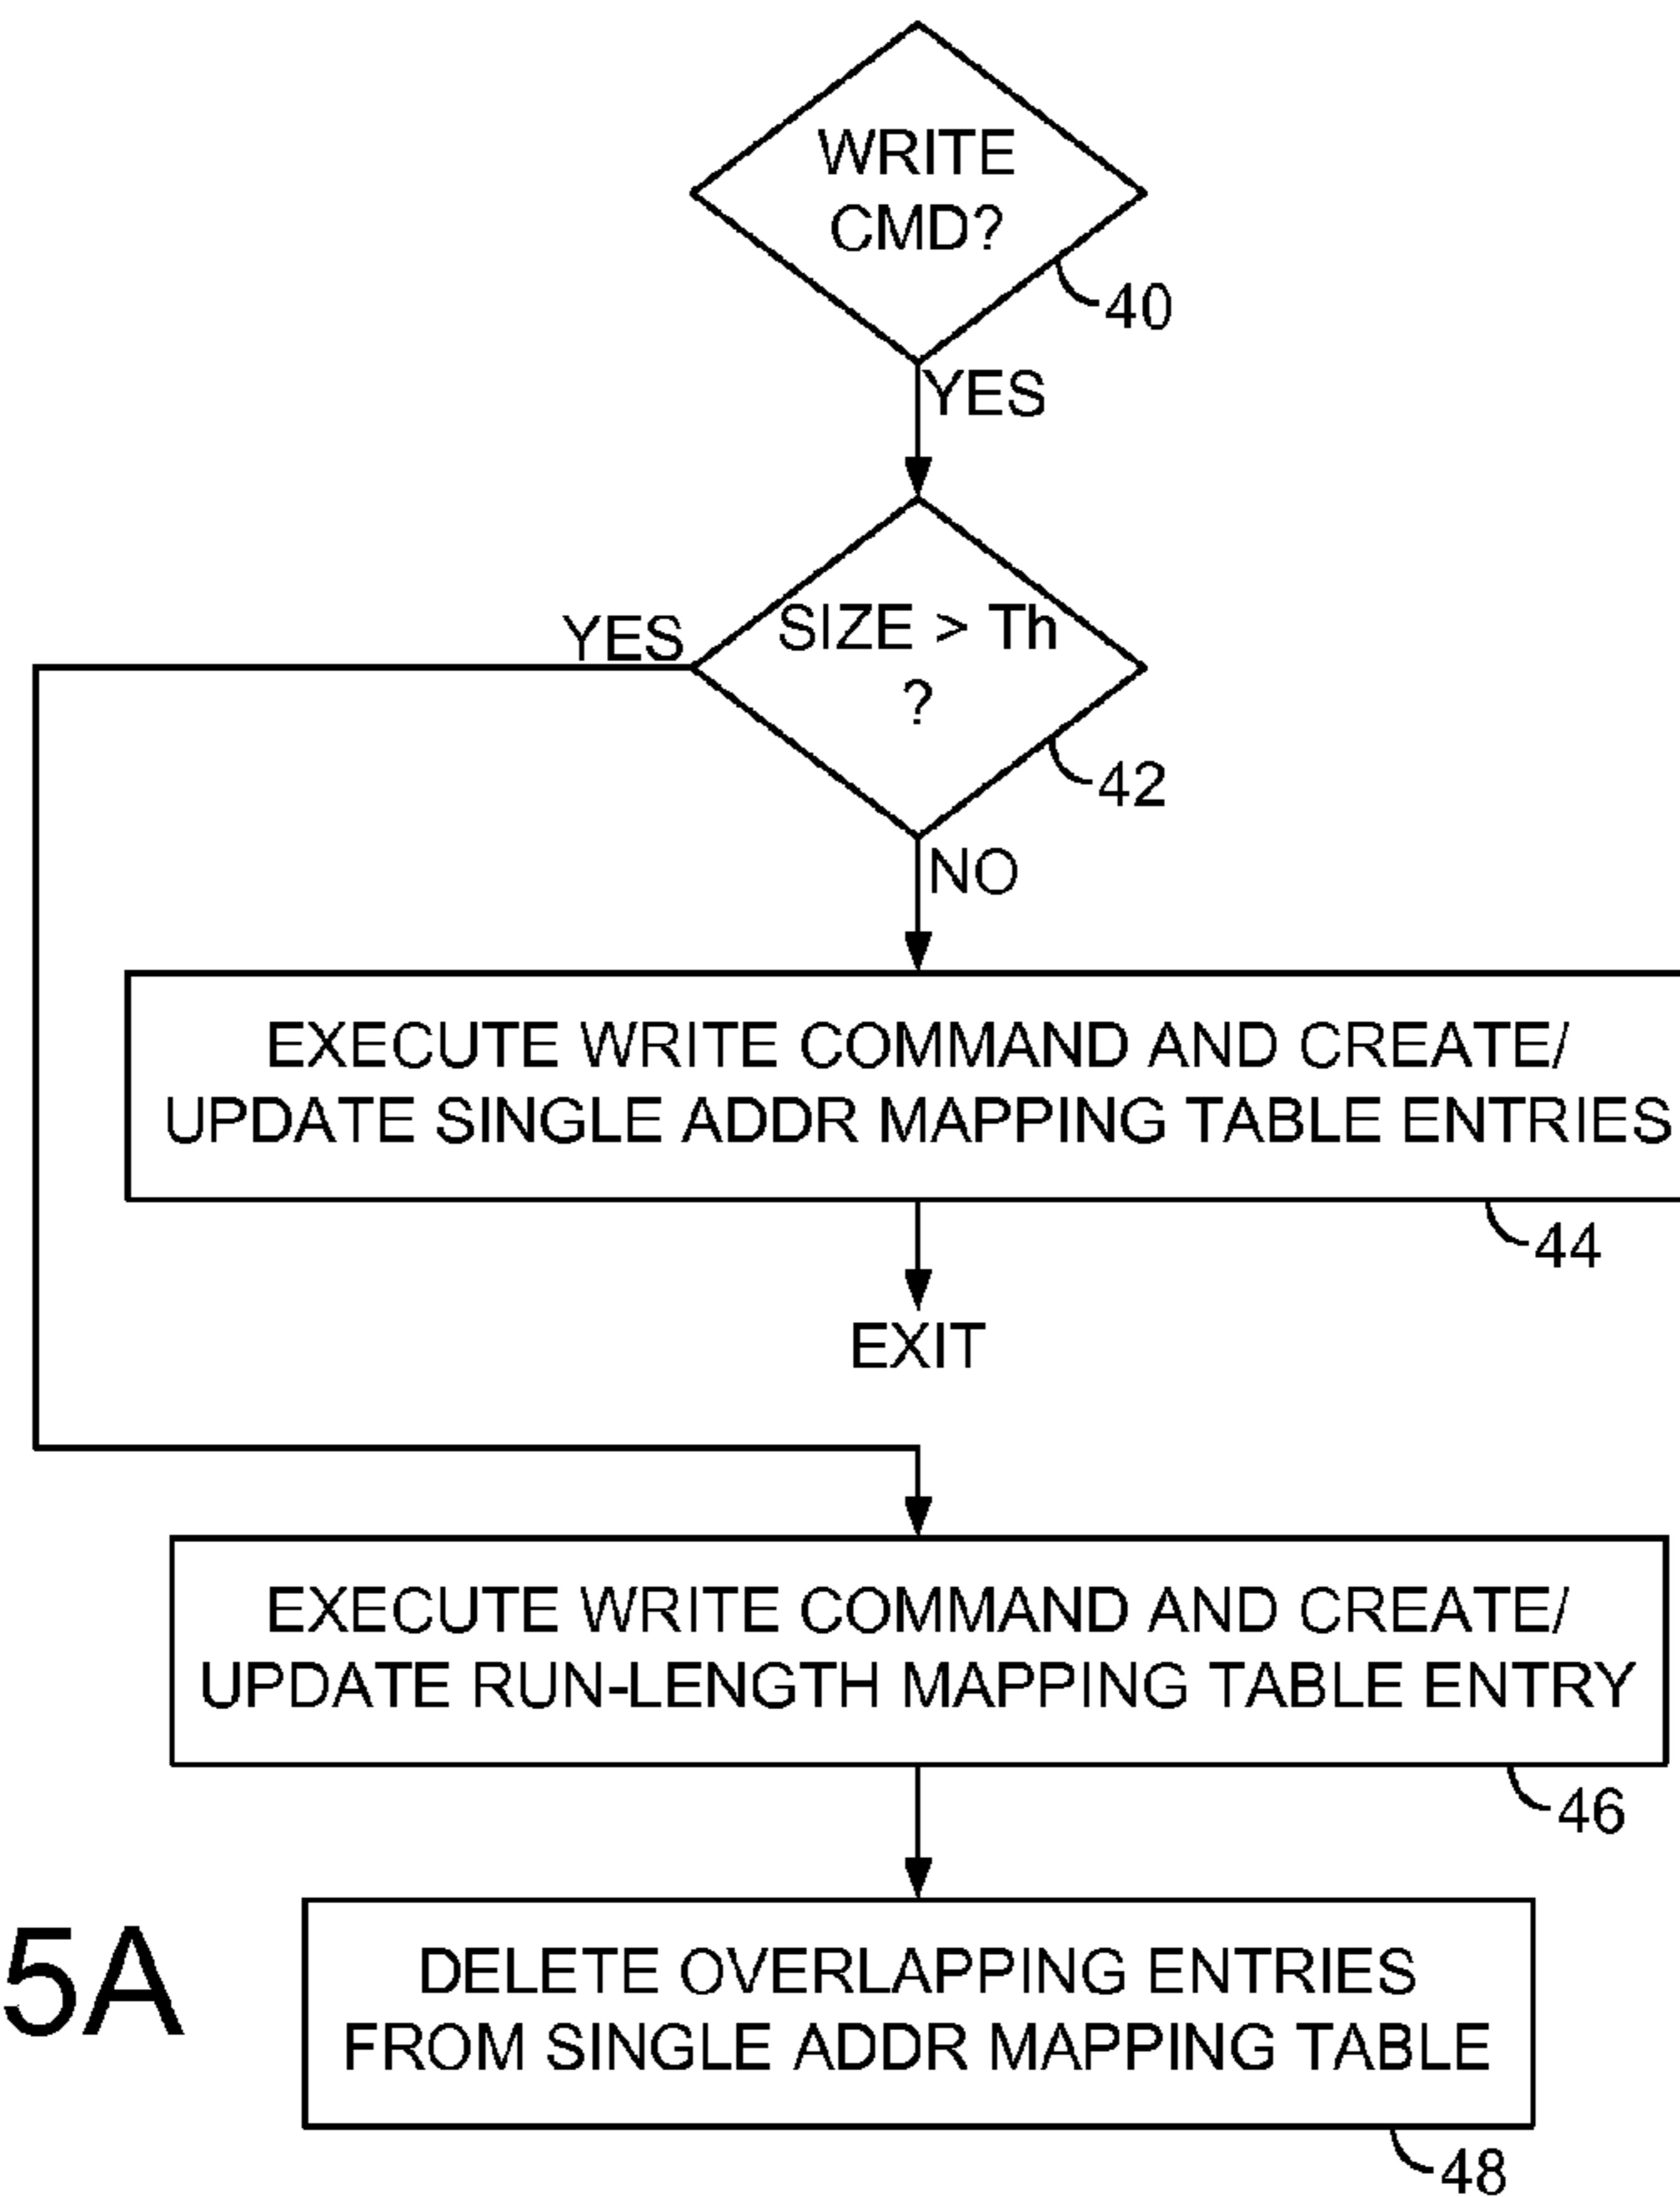 WRITE
CMD?
40
YES
YES
SIZE > Th
?
42
NO
EXECUTE WRITE COMMAND AND CREATE/
UPDATE SINGLE ADDR MAPPING TABLE ENTRIES
44
EXIT
EXECUTE WRITE COMMAND AND CREATE/
UPDATE RUN-LENGTH MAPPING TABLE ENTRY
46
5A
DELETE OVERLAPPING ENTRIES
FROM SINGLE ADDR MAPPING TABLE
48